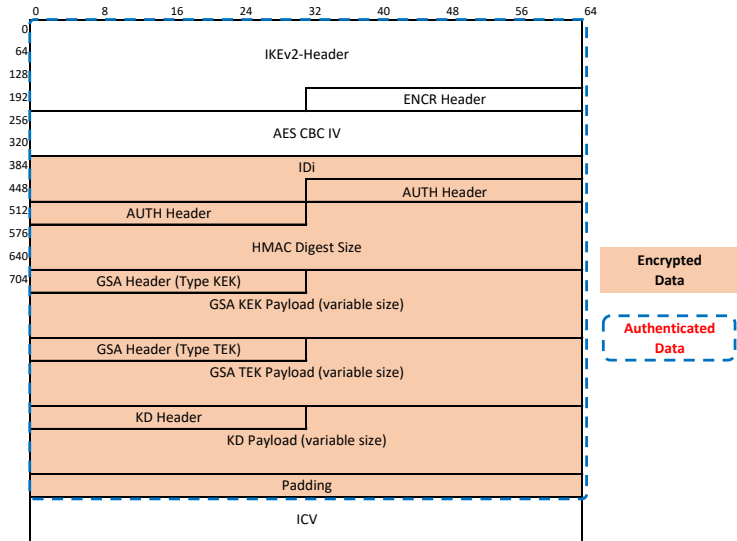 0 8 16 24 32 40 48 56 64
0
64
IKEv2-Header
128
192
ENCR Header
256
AES CBC IV
320
384
IDi
448
AUTH Header
512
AUTH Header
576
HMAC Digest Size
640
704
GSA Header (Type KEK)
GSA KEK Payload (variable size)
GSA Header (Type TEK)
GSA TEK Payload (variable size)
KD Header
KD Payload (variable size)
Padding
ICV
Encrypted
Data
Authenticated
Data